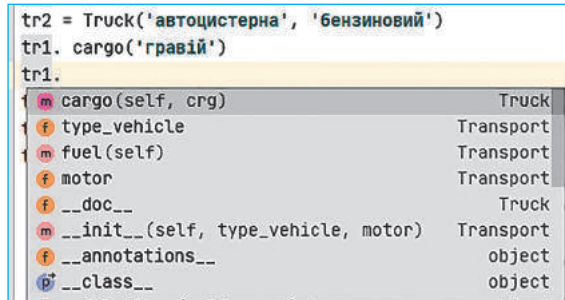 tr2 = Truck('автоцистерна', 'бензиновий')
tr1. cargo('гравій')
tr1.
m cargo(self, crg) Truck
f type_vehicle Transport
m fuel(self) Transport
f motor Transport
f __doc__ Truck
m __init__(self, type_vehicle, motor) Transport
f __annotations__ object
p __class__ object